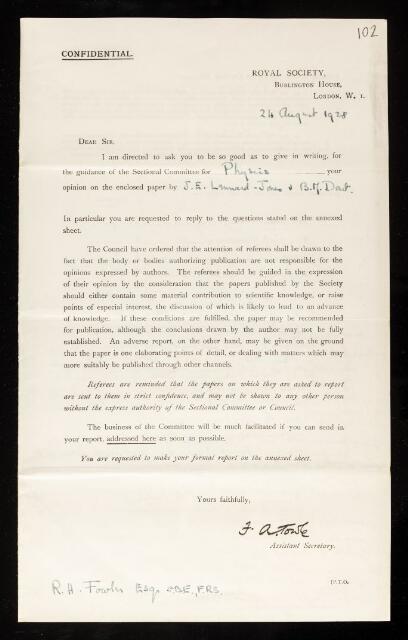 102
CONFIDENTIAL.
ROYAL SOCIETY,
BURLINGTON HOUSE,
LONDON, W. 1.
24 August 1928
DEAR SIR,
I am directed to ask you to be so good as to give in writing, for
the guidance of the Sectional Committee for Physics your
opinion on the enclosed paper by J. E. Lennard-Jones & B. M. Dent.
In particular you are requested to reply to the questions stated on the annexed
sheet.
The Council have ordered that the attention of referees shall be drawn to the
fact that the body or bodies authorizing publication are not responsible for the
opinions expressed by authors. The referees should be guided in the expression
of their opinion by the consideration that the papers published by the Society
should either contain some material contribution to scientific knowledge, or raise
points of especial interest, the discussion of which is likely to lead to an advance
of knowledge. If these conditions are fulfilled, the paper may be recommended
for publication, although the conclusions drawn by the author may not be fully
established. An adverse report, on the other hand, may be given on the ground
that the paper is one elaborating points of detail, or dealing with matters which may
more suitably be published through other channels.
Referees are reminded that the papers on which they are asked to report
are sent to them in strict confidence, and may not be shown to any other person
without the express authority of the Sectional Committee or Council.
The business of the Committee will be much facilitated if you can send in
your report, addressed here as soon as possible.
You are requested to make your formal report on the annexed sheet.
Yours faithfully,
F. A. Towle
Assistant Secretary.
R. H. Fowler Esq. OBE, FRS.
[P.T.O.